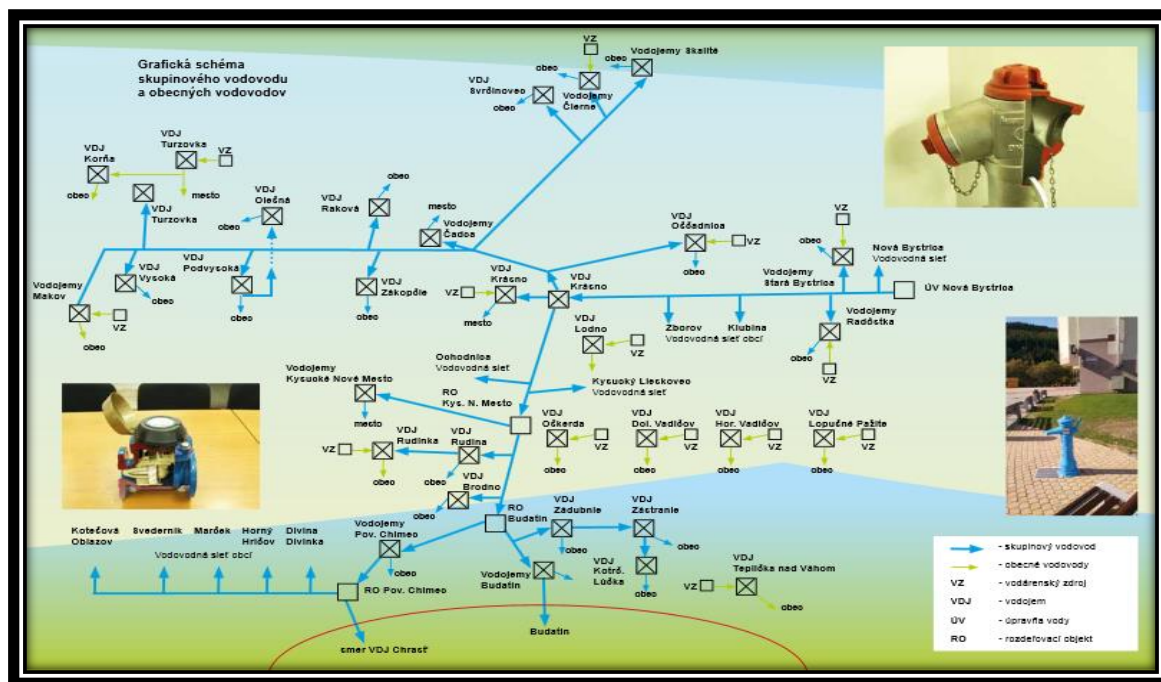 Grafická schéma
skupinového vodovodu
a obecných vodovodov
VZ
obec
obec
Vodojemy Skalité
VDJ
Svrčinovec
obec
Vodojemy
Čierne
VDJ
Turzovka
VZ
VDJ
Korňa
obec
mesto
VDJ
Turzovka
VDJ
Olešná
obec
obec
VDJ
Raková
mesto
Vodojemy
Čadca
VDJ
Oščadnica
VZ
obec
VZ
obec
Nová Bystrica
Vodovodná sieť
Vodojemy
Stará Bystrica
ÚV Nová Bystrica
Vodojemy
Makov
VZ
obec
VDJ
Vysoká
obec
VDJ
Podvysoká
obec
VDJ
Zákopčie
obec
VDJ
Krásno
VZ
mesto
VDJ
Krásno
Zborov
Klubina
Vodovodná sieť obcí
Vodojemy
Radôstka
obec
VZ
VDJ
Lodno
VZ
obec
Ochodnica
Vodovodná sieť
Kysucký Lieskovec
Vodovodná sieť
Vodojemy
Kysucké Nové Mesto
mesto
RO
Kys. N. Mesto
VDJ
Oškerda
VZ
obec
VDJ
Dol. Vadičov
VZ
obec
VDJ
Hor. Vadičov
VZ
obec
VDJ
Lopušné Pažite
VZ
obec
VDJ
Rudinka
VZ
obec
VDJ
Rudina
obec
VDJ
Brodno
obec
RO
Budatín
VDJ
Zádubnie
obec
VDJ
Zástranie
obec
VDJ
Kotrč.
Lúčka
obec
Kotešová
Oblazov
Svederník
Marček
Horný
Hričov
Divina
Divinka
Vodovodná sieť obcí
Vodojemy
Pov. Chlmec
obec
RO Pov. Chlmec
smer VDJ Chrasť
Vodojemy
Budatín
Budatín
VDJ
Teplička nad Váhom
VZ
obec
- skupinový vodovod
- obecné vodovody
VZ - vodárenský zdroj
VDJ - vodojem
ÚV - úpravňa vody
RO - rozdeľovací objekt